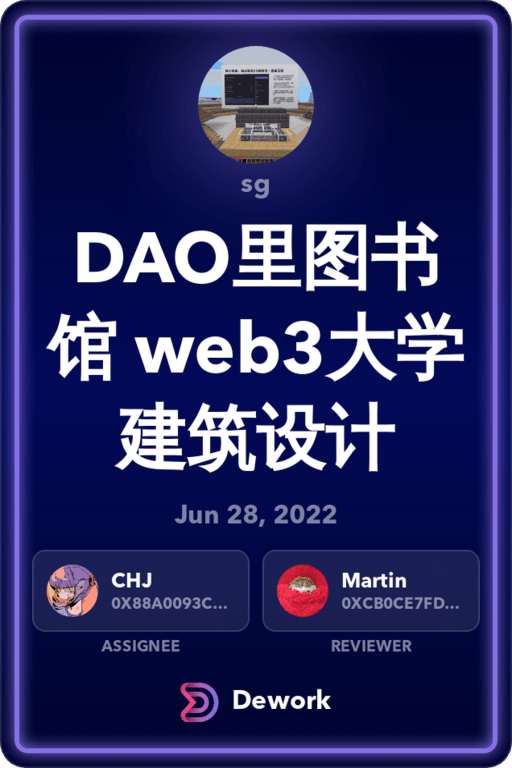 sg
DAO里图书
馆 web3大学
建筑设计
Jun 28, 2022
CHJ
0X88A0093C...
ASSIGNEE
Martin
0XCB0CE7FD...
REVIEWER
Dework